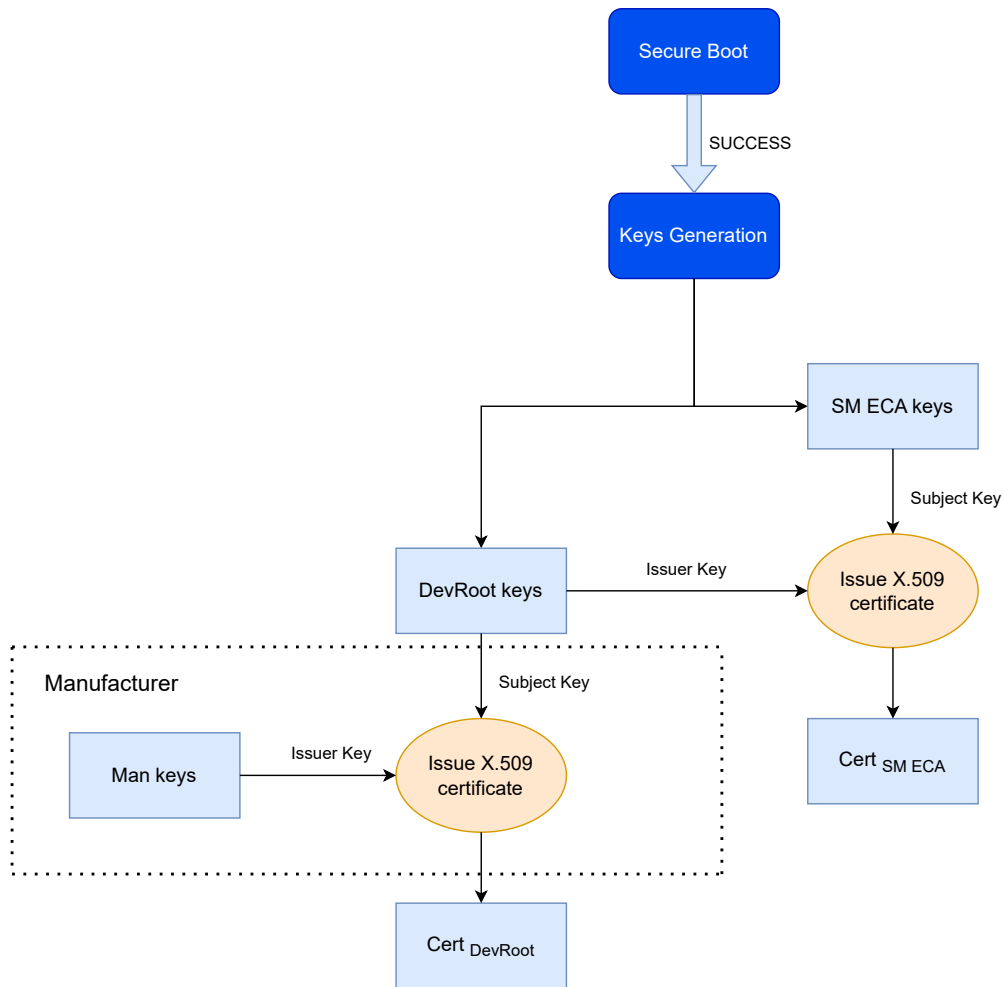 Secure Boot
SUCCESS
Keys Generation
SM ECA keys
Subject Key
DevRoot keys
Issuer Key
Issue X.509
certificate
Manufacturer
Subject Key
Man keys
Issuer Key
Issue X.509
certificate
Cert SM ECA
Cert DevRoot